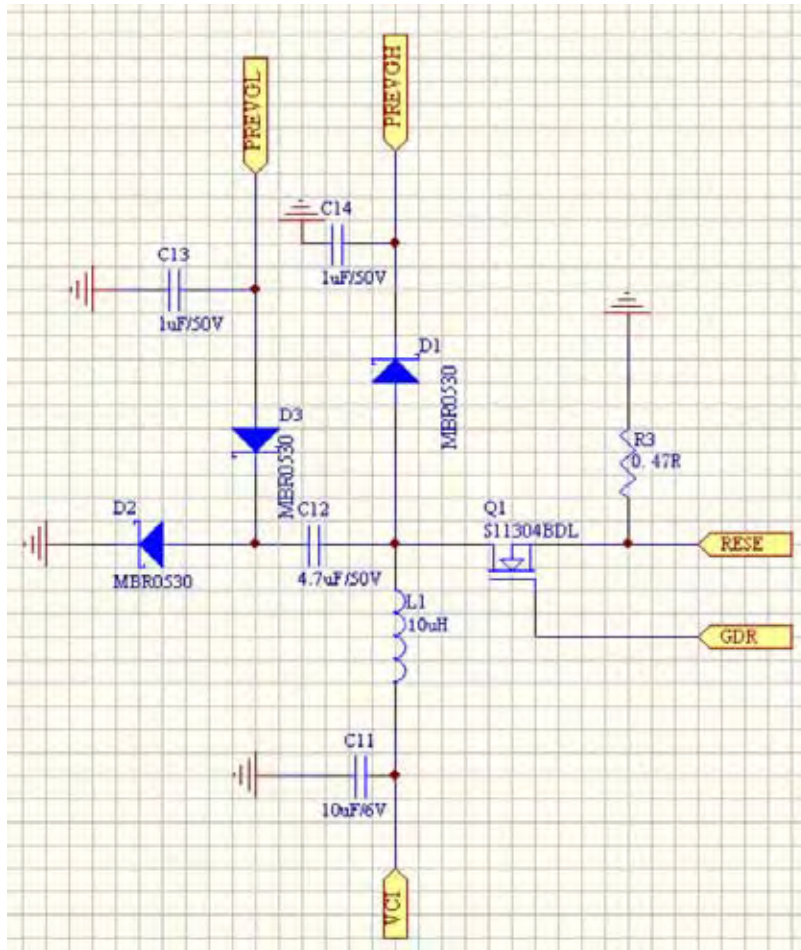 PREVGL
PREVGH
C14
1uF/50V
C13
1uF/50V
D1
MBR0530
D3
MBR0530
R3
0.47R
D2
MBR0530
C12
4.7uF/50V
Q1
S11304BDL
RESE
GDR
L1
10uH
C11
10uF/6V
VCI